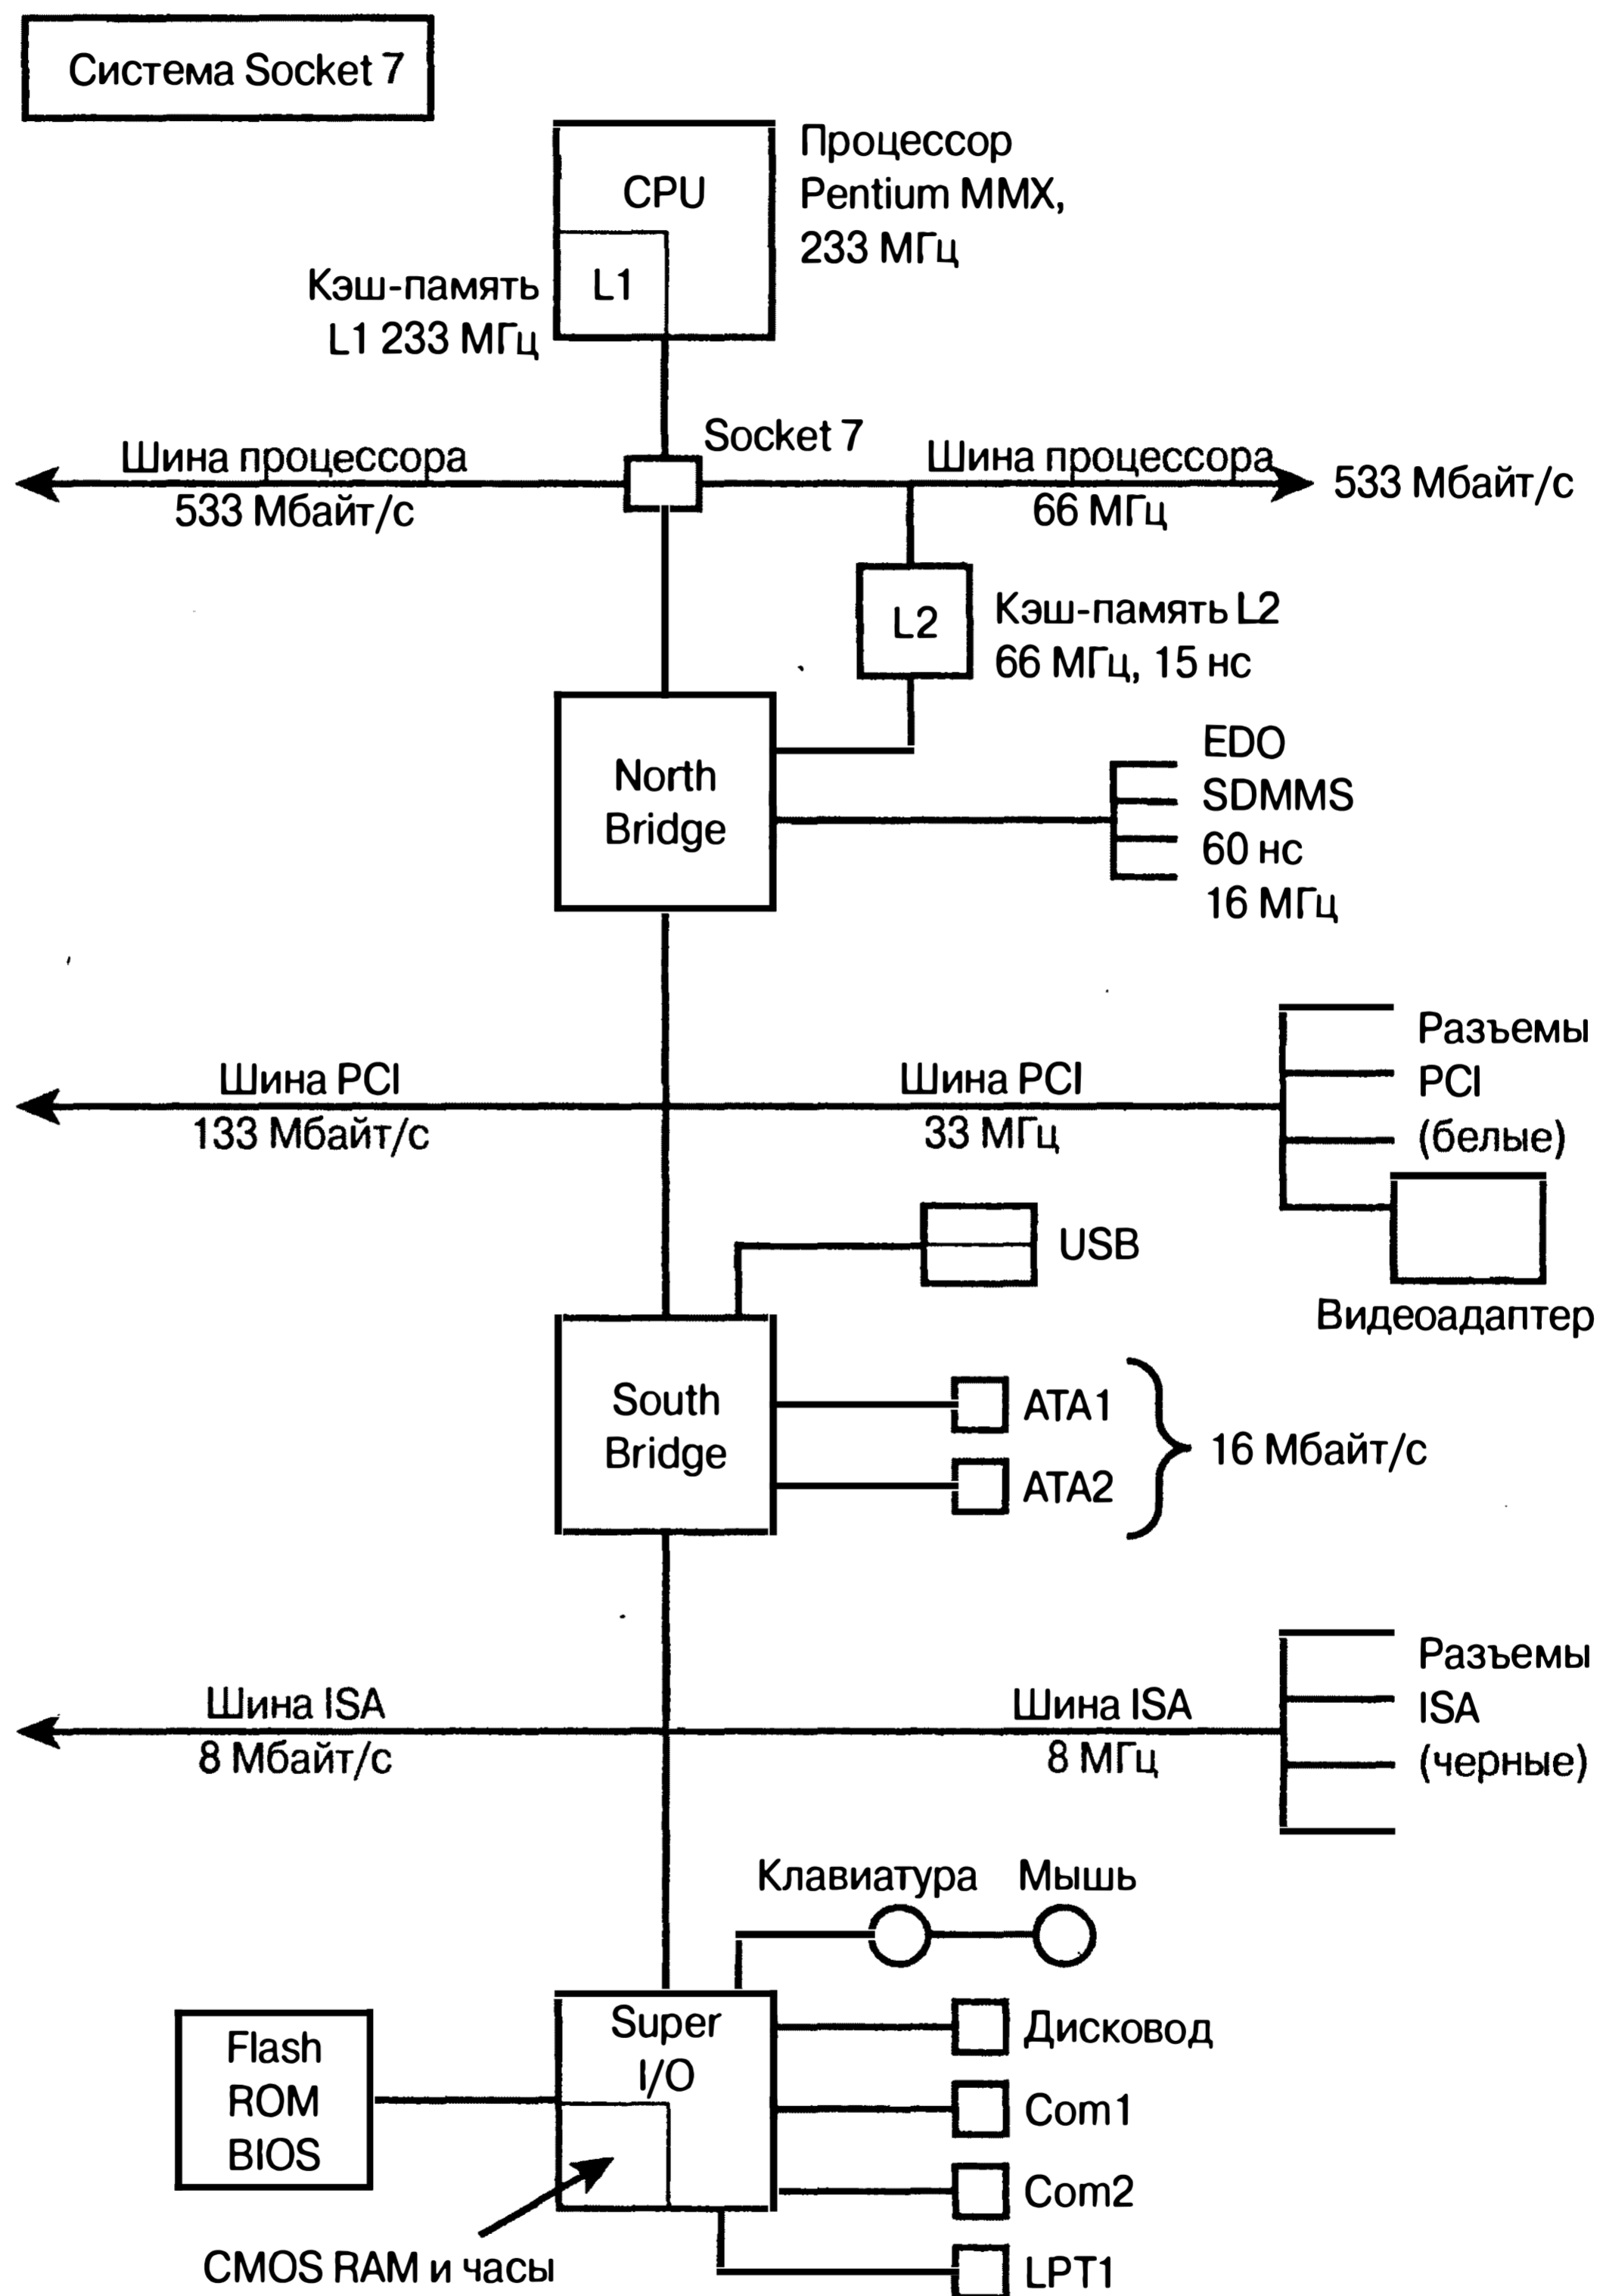 Система Socket 7
CPU
Процессор
Pentium MMX,
233 МГц
L1
Кэш-память
L1 233 МГц
Socket 7
Шина процессора
533 Мбайт/с
Шина процессора
66 МГц
533 Мбайт/с
L2
Кэш-память L2
66 МГц, 15 нс
North
Bridge
EDO
SDMMS
60 нс
16 МГц
Шина PCI
133 Мбайт/с
Шина PCI
33 МГц
Разъемы
PCI
(белые)
Видеоадаптер
USB
South
Bridge
ATA1
ATA2
16 Мбайт/с
Шина ISA
8 Мбайт/с
Шина ISA
8 МГц
Разъемы
ISA
(черные)
Клавиатура
Мышь
Super
I/O
Flash
ROM
BIOS
CMOS RAM и часы
Дисковод
Com1
Com2
LPT1